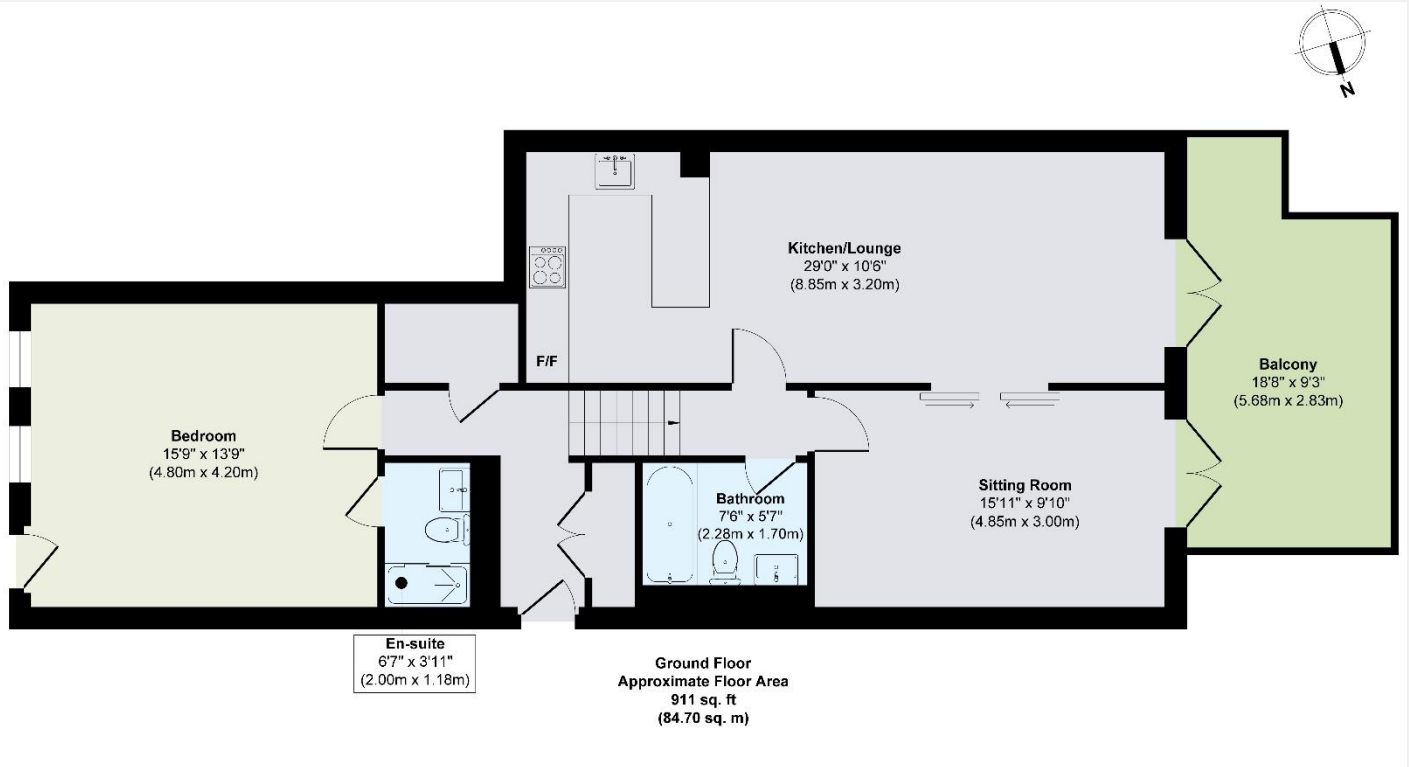 N
Kitchen/Lounge
29'0" x 10'6"
(8.85m x 3.20m)
F/F
Balcony
18'8" x 9'3"
(5.68m x 2.83m)
Bedroom
15'9" x 13'9"
(4.80m x 4.20m)
Sitting Room
15'11" x 9'10"
(4.85m x 3.00m)
Bathroom
7'6" x 5'7"
(2.28m x 1.70m)
En-suite
6'7" x 3'11"
(2.00m x 1.18m)
Ground Floor
Approximate Floor Area
911 sq. ft
(84.70 sq. m)